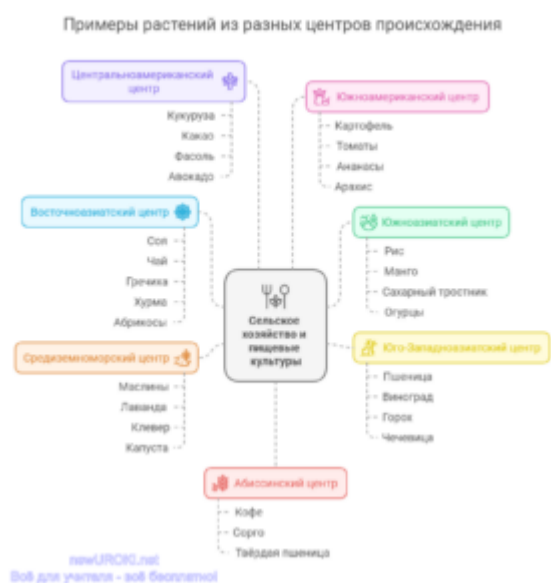 Примеры растений из разных центров происхождения
Центральноамериканский
центр
Кукуруза
Какао
Фасоль
Авокадо
Южноамериканский центр
Картофель
Томаты
Ананасы
Арахис
Восточноазиатский центр
Соя
Чай
Гречиха
Хурма
Абрикосы
Южноазиатский центр
Рис
Манго
Сахарный тростник
Огурцы
Сельское
хозяйство и
пищевые
культуры
Средиземноморский центр
Маслины
Лаванда
Клевер
Капуста
Юго-Западноазиатский центр
Пшеница
Виноград
Горох
Чечевица
Абиссинский центр
Кофе
Сорго
Твёрдая пшеница
newUROKI.net
Всё для учителя - всё бесплатно!